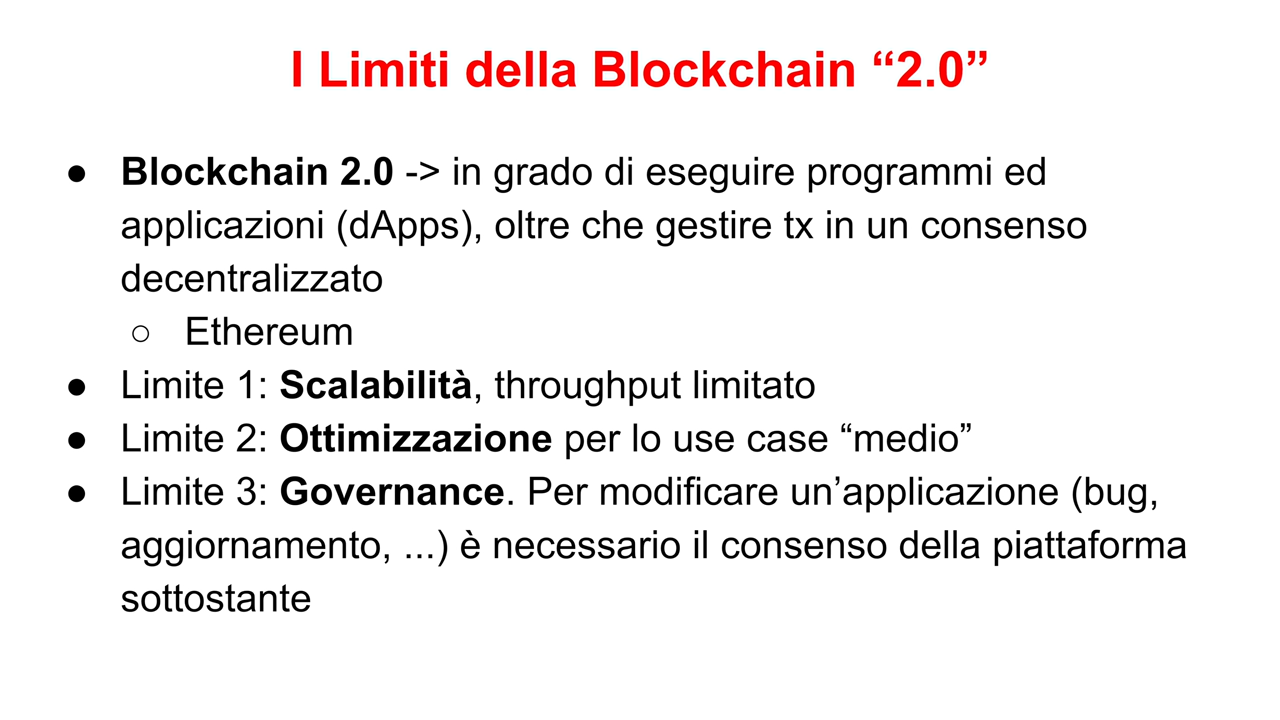 I Limiti della Blockchain “2.0”
● Blockchain 2.0 -> in grado di eseguire programmi ed
applicazioni (dApps), oltre che gestire tx in un consenso
decentralizzato
○ Ethereum
● Limite 1: Scalabilità, throughput limitato
● Limite 2: Ottimizzazione per lo use case “medio”
● Limite 3: Governance. Per modificare un’applicazione (bug,
aggiornamento, ...) è necessario il consenso della piattaforma
sottostante